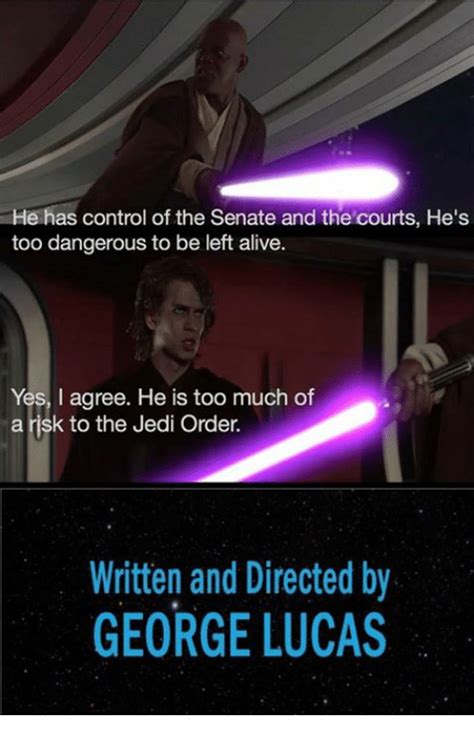 He has control of the Senate and the courts, He's
too dangerous to be left alive.
Yes, I agree. He is too much of
a risk to the Jedi Order.
Written and Directed by
GEORGE LUCAS